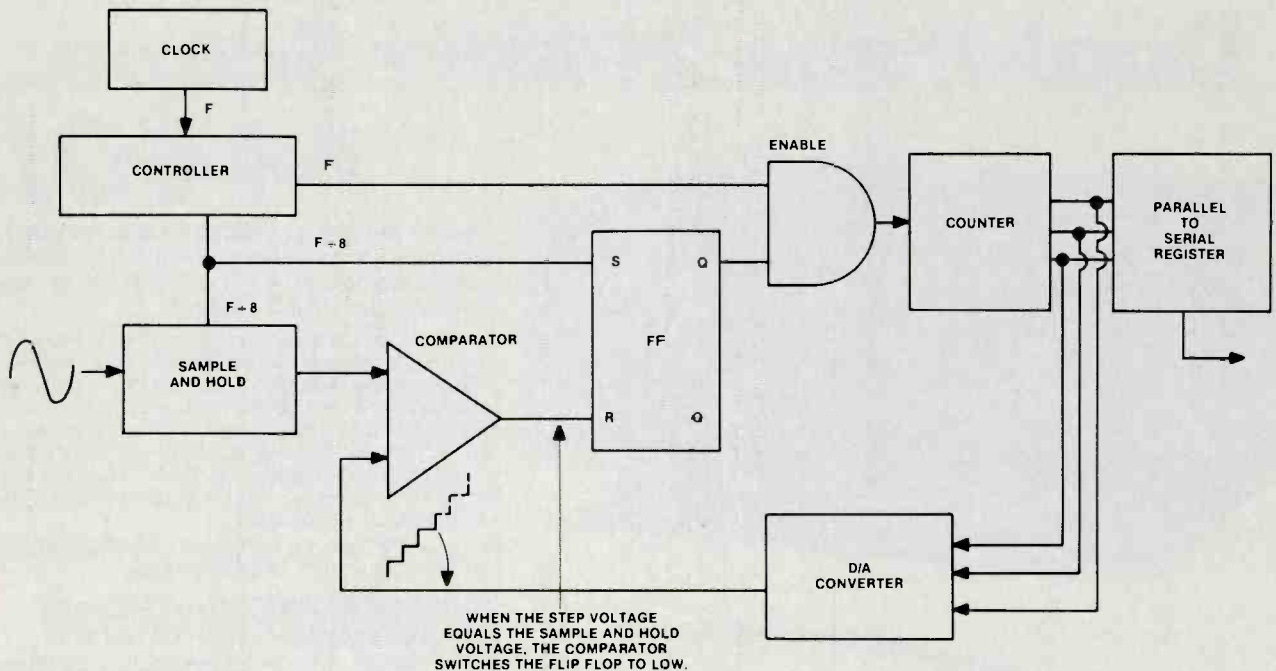 CLOCK
F
CONTROLLER
F
F÷8
F÷8
SAMPLE
AND HOLD
COMPARATOR
S
Q
FF
R
Q
ENABLE
COUNTER
PARALLEL
TO
SERIAL
REGISTER
D/A
CONVERTER
WHEN THE STEP VOLTAGE
EQUALS THE SAMPLE AND HOLD
VOLTAGE, THE COMPARATOR
SWITCHES THE FLIP FLOP TO LOW.